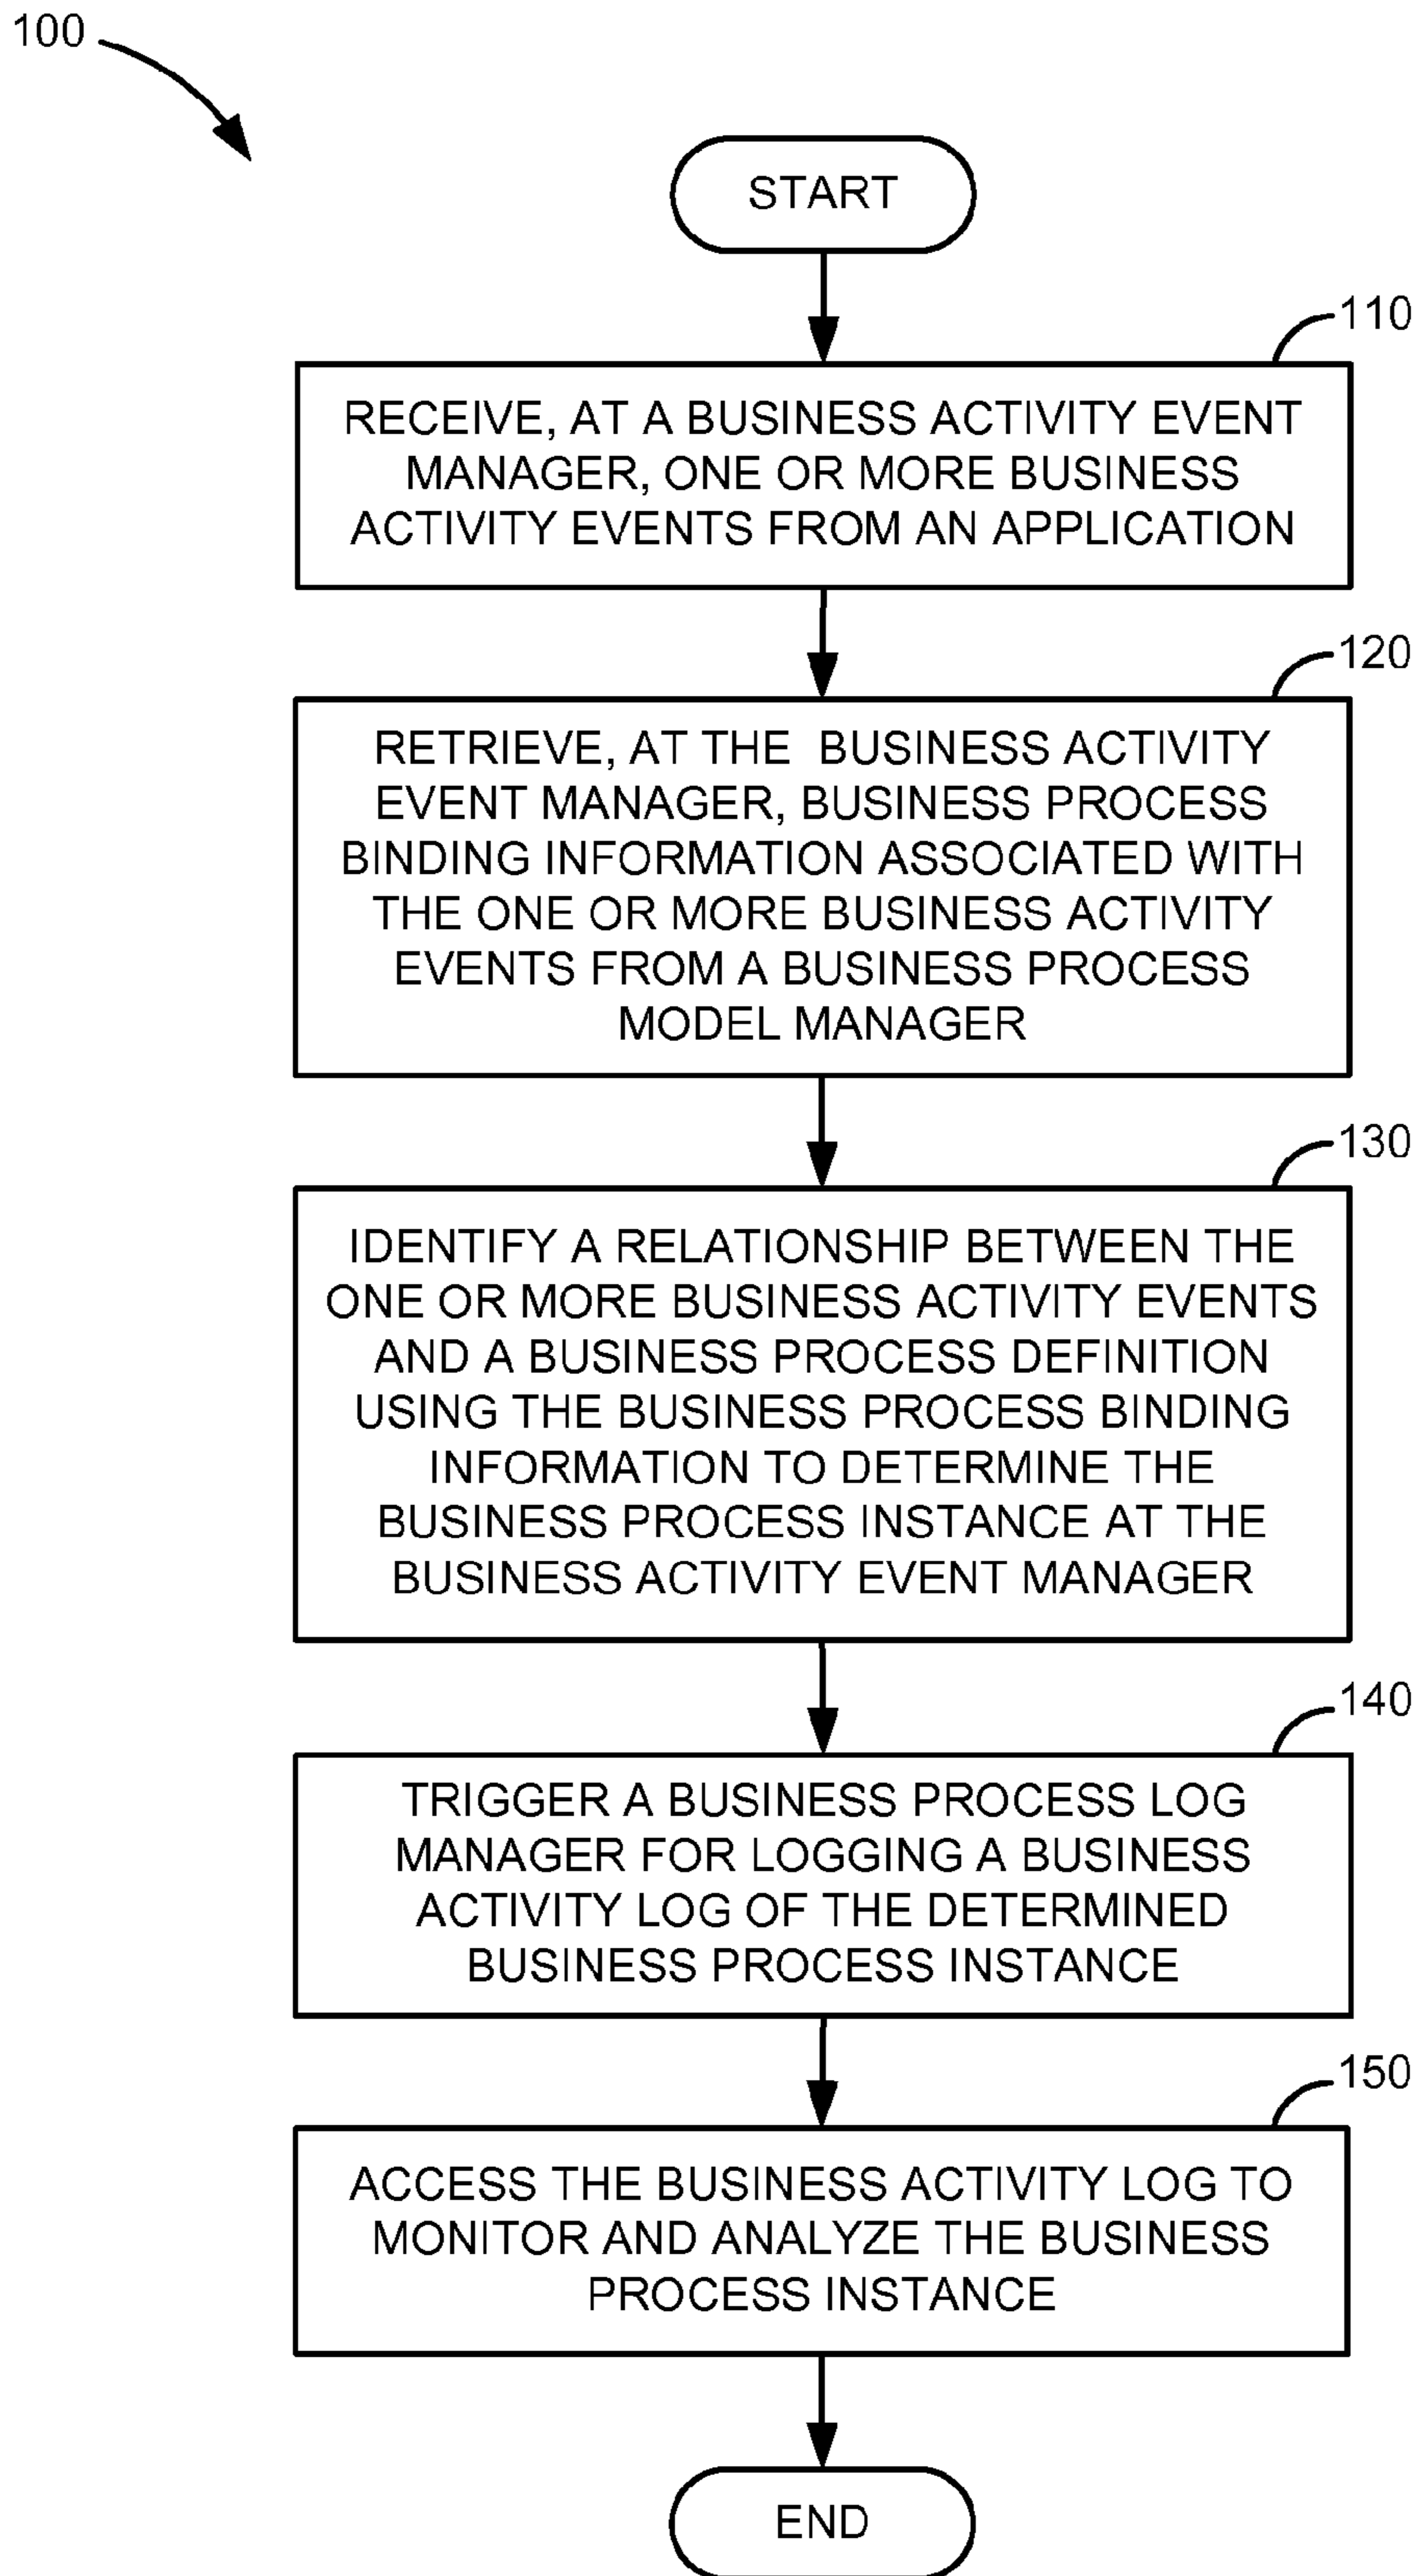 100
START
110
RECEIVE, AT A BUSINESS ACTIVITY EVENT
MANAGER, ONE OR MORE BUSINESS
ACTIVITY EVENTS FROM AN APPLICATION
120
RETRIEVE, AT THE BUSINESS ACTIVITY
EVENT MANAGER, BUSINESS PROCESS
BINDING INFORMATION ASSOCIATED WITH
THE ONE OR MORE BUSINESS ACTIVITY
EVENTS FROM A BUSINESS PROCESS
MODEL MANAGER
130
IDENTIFY A RELATIONSHIP BETWEEN THE
ONE OR MORE BUSINESS ACTIVITY EVENTS
AND A BUSINESS PROCESS DEFINITION
USING THE BUSINESS PROCESS BINDING
INFORMATION TO DETERMINE THE
BUSINESS PROCESS INSTANCE AT THE
BUSINESS ACTIVITY EVENT MANAGER
140
TRIGGER A BUSINESS PROCESS LOG
MANAGER FOR LOGGING A BUSINESS
ACTIVITY LOG OF THE DETERMINED
BUSINESS PROCESS INSTANCE
150
ACCESS THE BUSINESS ACTIVITY LOG TO
MONITOR AND ANALYZE THE BUSINESS
PROCESS INSTANCE
END